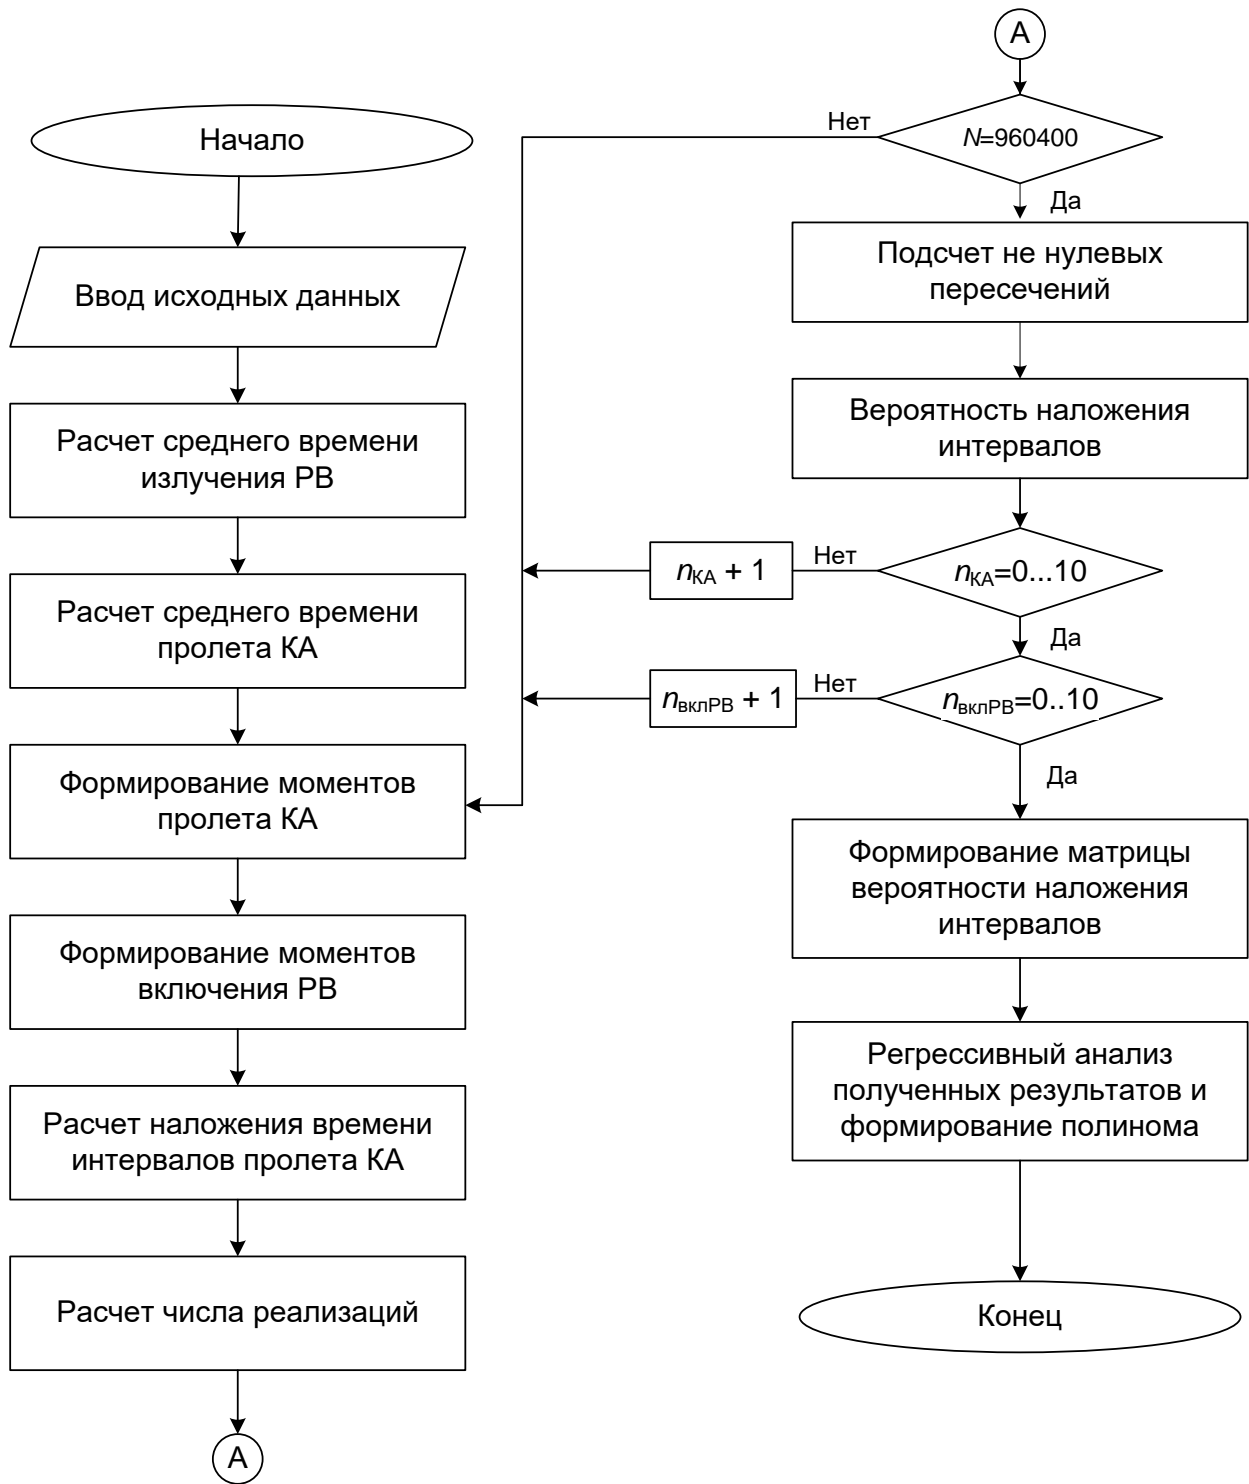 Начало
Ввод исходных данных
Расчет среднего времени
излучения РВ
Расчет среднего времени
пролета КА
Формирование моментов
пролета КА
Формирование моментов
включения РВ
Расчет наложения времени
интервалов пролета КА
Расчет числа реализаций
А
А
N=960400
Нет
Да
Подсчет не нулевых
пересечений
Вероятность наложения
интервалов
nКА=0...10
Нет
nКА + 1
Да
nвклРВ=0..10
Нет
nвклРВ + 1
Да
Формирование матрицы
вероятности наложения
интервалов
Регрессивный анализ
полученных результатов и
формирование полинома
Конец